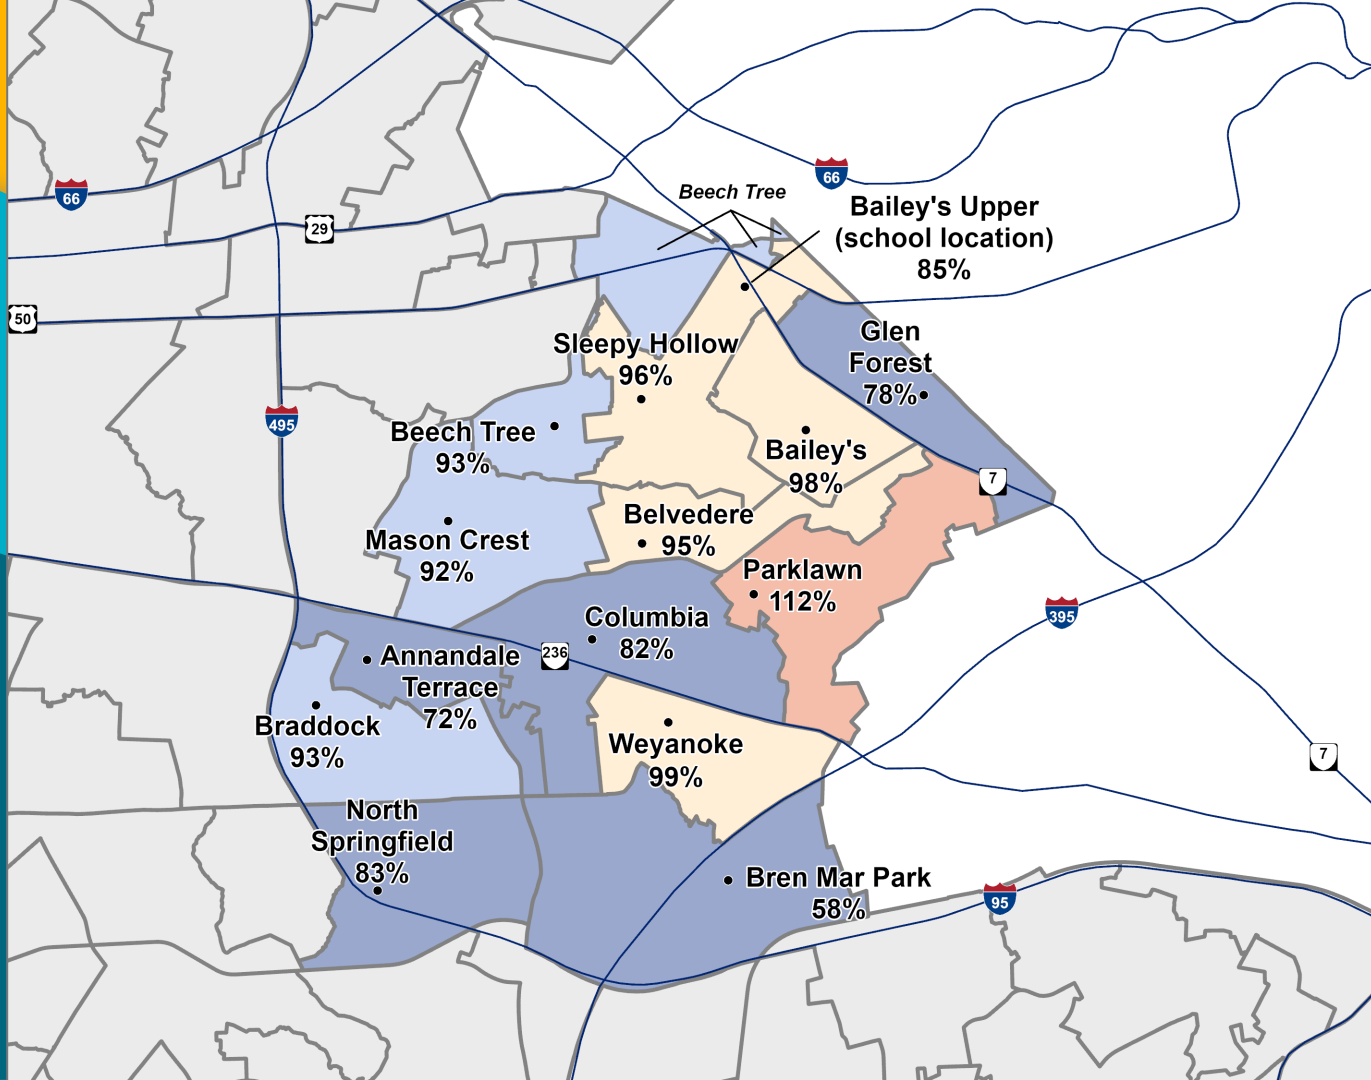 Beech Tree
66
Bailey's Upper
(school location)
85%
66
29
50
Glen
Forest
78%
Sleepy Hollow
96%
495
Beech Tree
93%
Bailey's
98%
7
Belvedere
95%
Mason Crest
92%
Parklawn
112%
395
Columbia
82%
236
Annandale
Terrace
72%
Braddock
93%
Weyanoke
99%
7
North
Springfield
83%
Bren Mar Park
58%
95